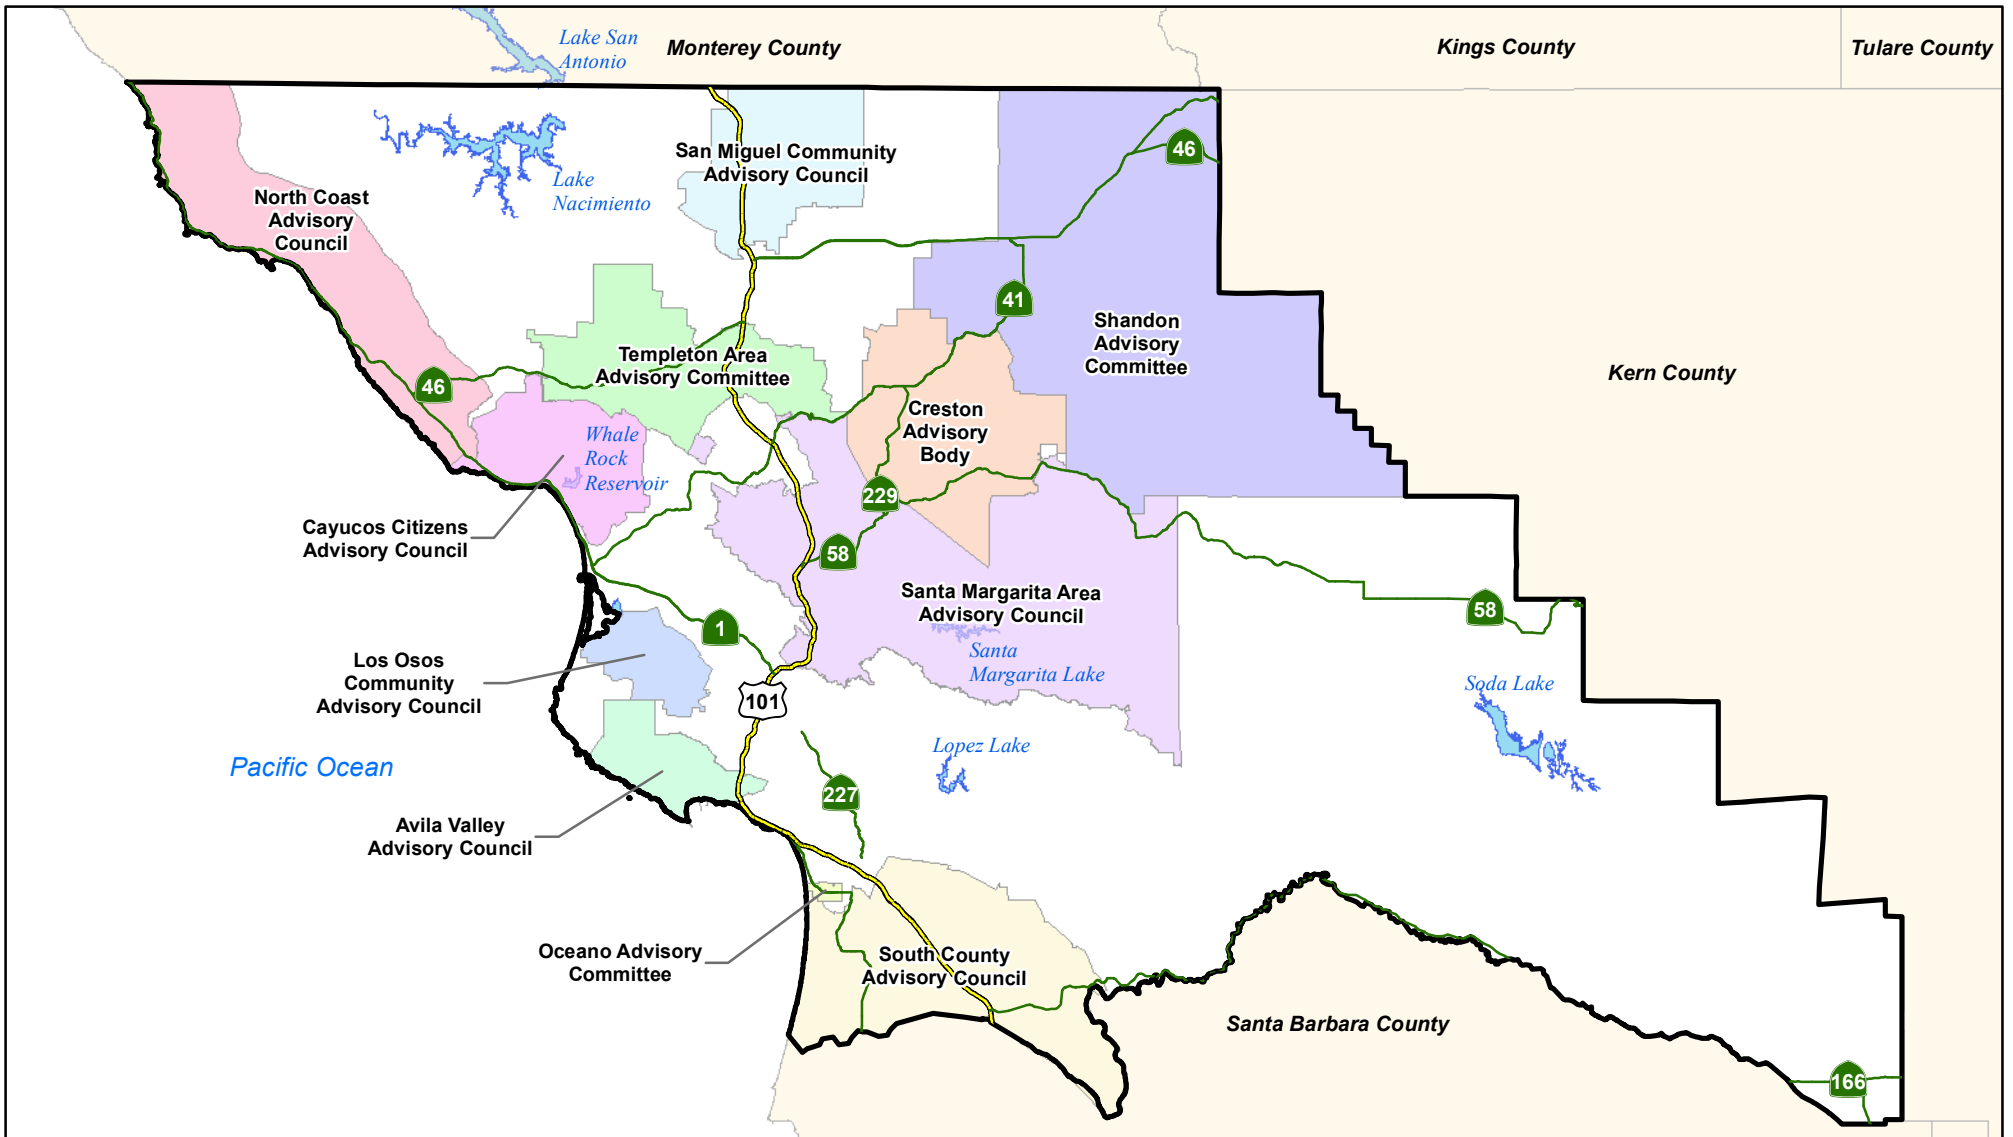 Lake San
Antonio
Monterey County
Kings County
Tulare County
San Miguel Community
Advisory Council
46
Lake
Nacimiento
North Coast
Advisory
Council
41
Shandon
Advisory
Committee
Templeton Area
Advisory Committee
Kern County
46
Creston
Advisory
Body
Whale
Rock
Reservoir
229
Cayucos Citizens
Advisory Council
58
Santa Margarita Area
Advisory Council
58
1
Santa
Margarita Lake
Los Osos
Community
Advisory Council
Soda Lake
101
Lopez Lake
Pacific Ocean
227
Avila Valley
Advisory Council
Oceano Advisory
Committee
South County
Advisory Council
Santa Barbara County
166